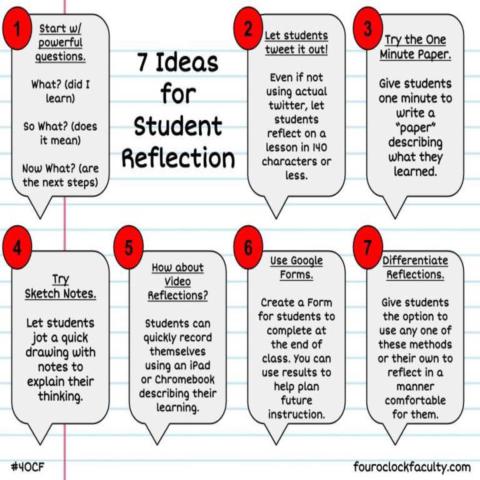 1
Start w/
powerful
questions.
What? (did I
learn)
So What? (does
it mean)
Now What? (are
the next steps)
7 Ideas
for
Student
Reflection
2
Let students
tweet it out!
Even if not
using actual
twitter, let
students
reflect on a
lesson in 140
characters or
less.
3
Try the One
Minute Paper.
Give students
one minute to
write a
"paper"
describing
what they
learned.
4
Try
Sketch Notes.
Let students
jot a quick
drawing with
notes to
explain their
thinking.
5
How about
Video
Reflections?
Students can
quickly record
themselves
using an iPad
or Chromebook
describing their
learning.
6
Use Google
Forms.
Create a Form
for students to
complete at
the end of
class. You can
use results to
help plan
future
instruction.
7
Differentiate
Reflections.
Give students
the option to
use any one of
these methods
or their own to
reflect in a
manner
comfortable
for them.
#4OCF
fouroclockfaculty.com